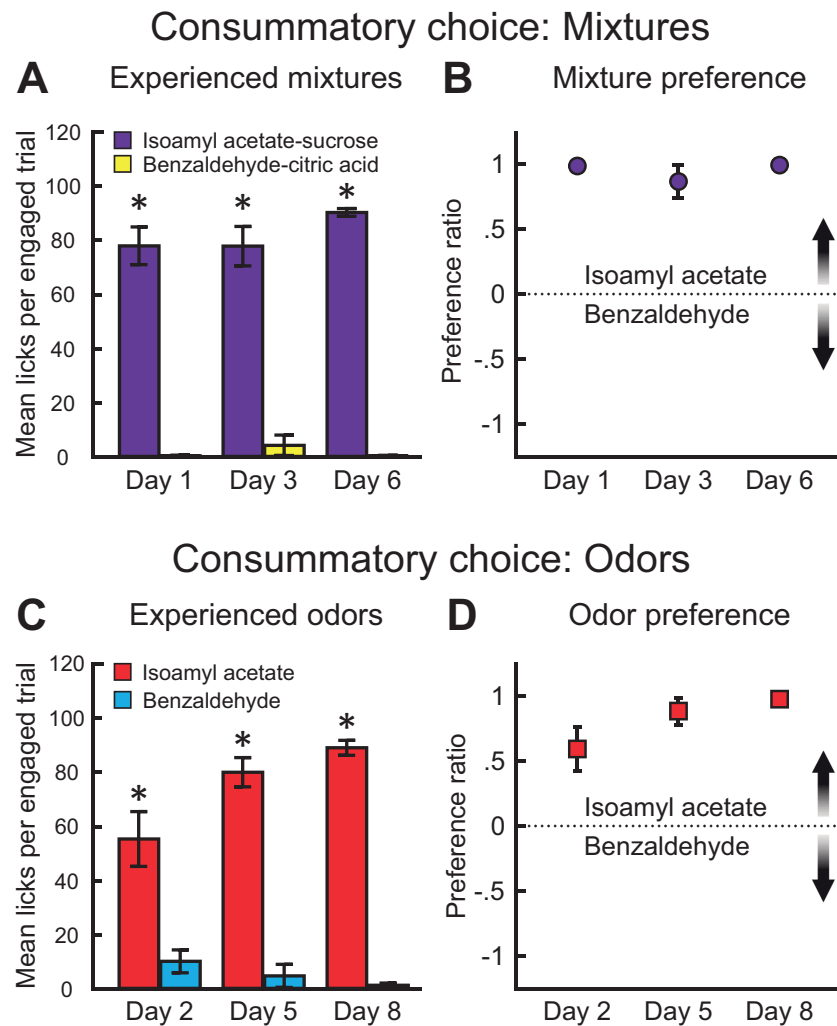 Consummatory choice: Mixtures
A Experienced mixtures
Mean licks per engaged trial
120
100
80
60
40
20
0
Isoamyl acetate-sucrose
Benzaldehyde-citric acid
* * *
Day 1 Day 3 Day 6
B Mixture preference
Preference ratio
1
.5
0
-.5
-1
Isoamyl acetate
Benzaldehyde
Day 1 Day 3 Day 6
Consummatory choice: Odors
C Experienced odors
Mean licks per engaged trial
120
100
80
60
40
20
0
Isoamyl acetate
Benzaldehyde
* * *
Day 2 Day 5 Day 8
D Odor preference
Preference ratio
1
.5
0
-.5
-1
Isoamyl acetate
Benzaldehyde
Day 2 Day 5 Day 8